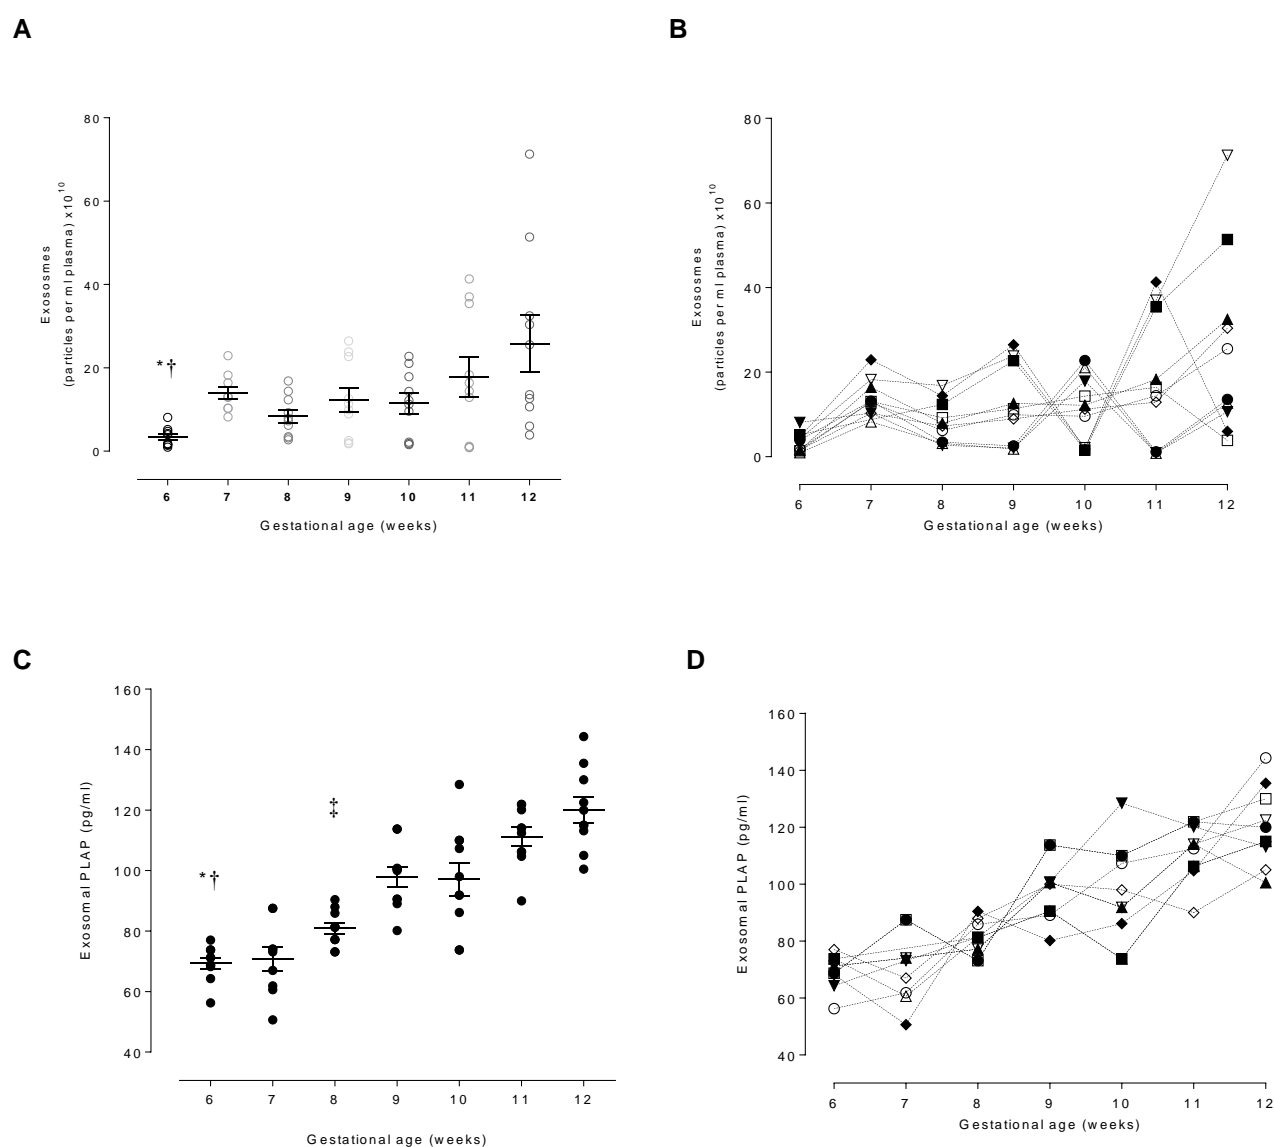 A
B
80
60
40
20
0
Exososmes
(particles per ml plasma) x10^10
*†
6 7 8 9 10 11 12
Gestational age (weeks)
80
60
40
20
0
Exososmes
(particles per ml plasma) x10^10
6 7 8 9 10 11 12
Gestational age (weeks)
C
D
160
140
120
100
80
60
40
Exosomal PLAP (pg/ml)
*†
‡
6 7 8 9 10 11 12
Gestational age (weeks)
160
140
120
100
80
60
40
Exosomal PLAP (pg/ml)
6 7 8 9 10 11 12
Gestational age (weeks)